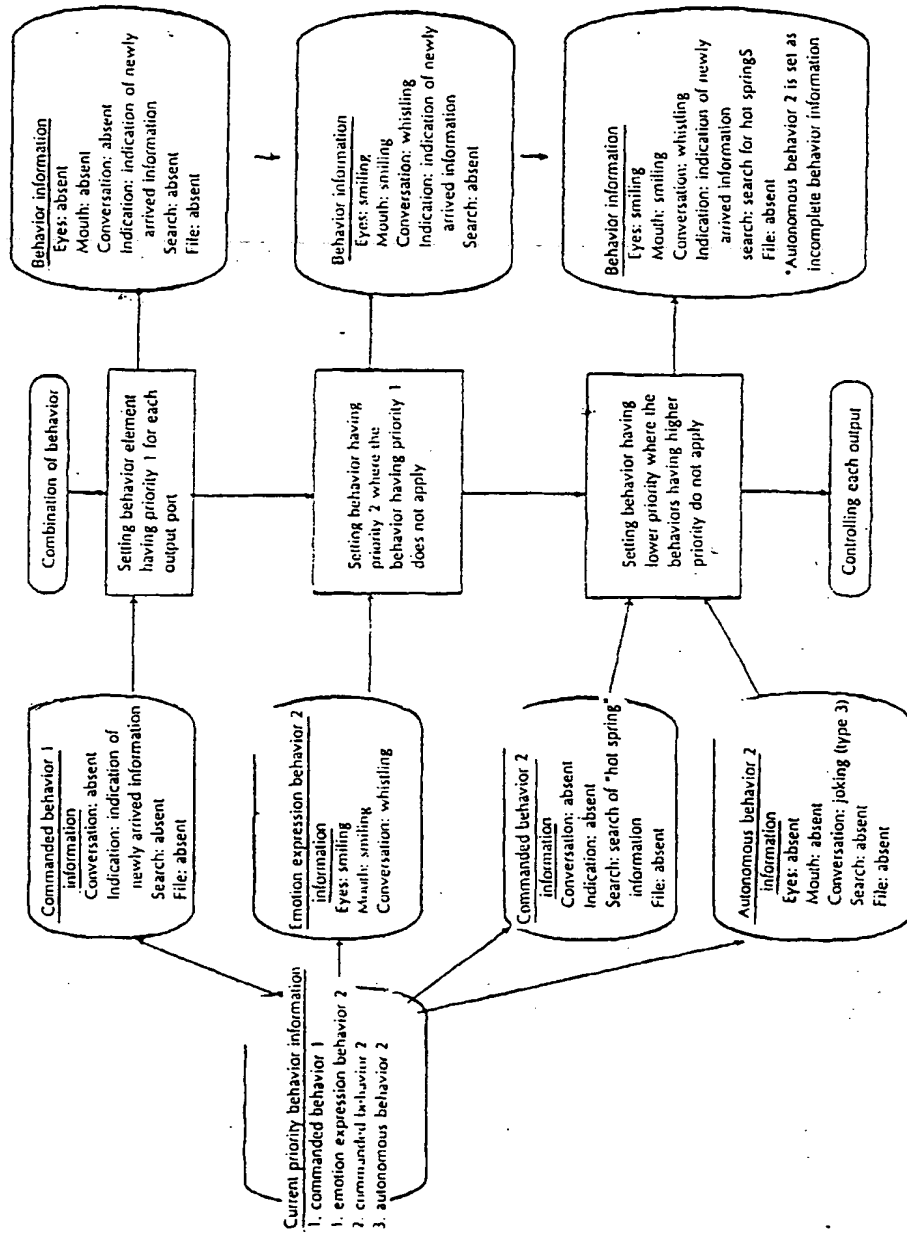 Current priority behavior information
1. commanded behavior 1
1. emotion expression behavior 2
2. commanded behavior 2
3. autonomous behavior 2
Commanded behavior 1
information
Conversation: absent
Indication: indication of
newly arrived information
Search: absent
File: absent
Emotion expression behavior 2
information
Eyes: smiling
Mouth: smiling
Conversation: whistling
Commanded behavior 2
information
Conversation: absent
Indication: absent
Search: search of "hot spring"
information
File: absent
Autonomous behavior 2
information
Eyes: absent
Mouth: absent
Conversation: joking (type 3)
Search: absent
File: absent
Combination of behavior
Setting behavior element
having priority 1 for each
output port
Setting behavior having
priority 2 where the
behavior having priority 1
does not apply
Setting behavior having
lower priority where the
behaviors having higher
priority do not apply
Controlling each output
Behavior information
Eyes: absent
Mouth: absent
Conversation: absent
Indication: indication of newly
arrived information
Search: absent
File: absent
Behavior information
Eyes: smiling
Mouth: smiling
Conversation: whistling
Indication: indication of newly
arrived information
Search: absent
Behavior information
Eyes: smiling
Mouth: smiling
Conversation: whistling
Indication: indication of newly
arrived information
search: search for hot springS
File: absent
*Autonomous behavior 2 is set as
incomplete behavior information